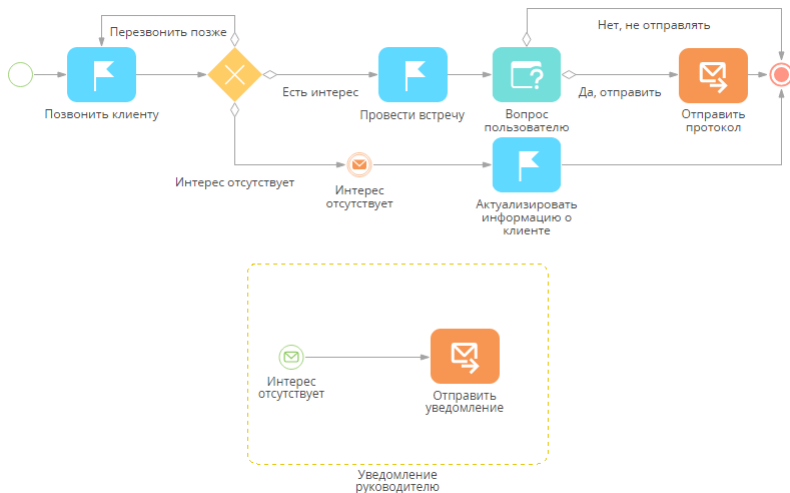 Перезвонить позже
Нет, не отправлять
Есть интерес
Да, отправить
Позвонить клиенту
Провести встречу
Вопрос
пользователю
Отправить
протокол
Интерес отсутствует
Интерес
отсутствует
Актуализировать
информацию о
клиенте
Интерес
отсутствует
Отправить
уведомление
Уведомление
руководителю